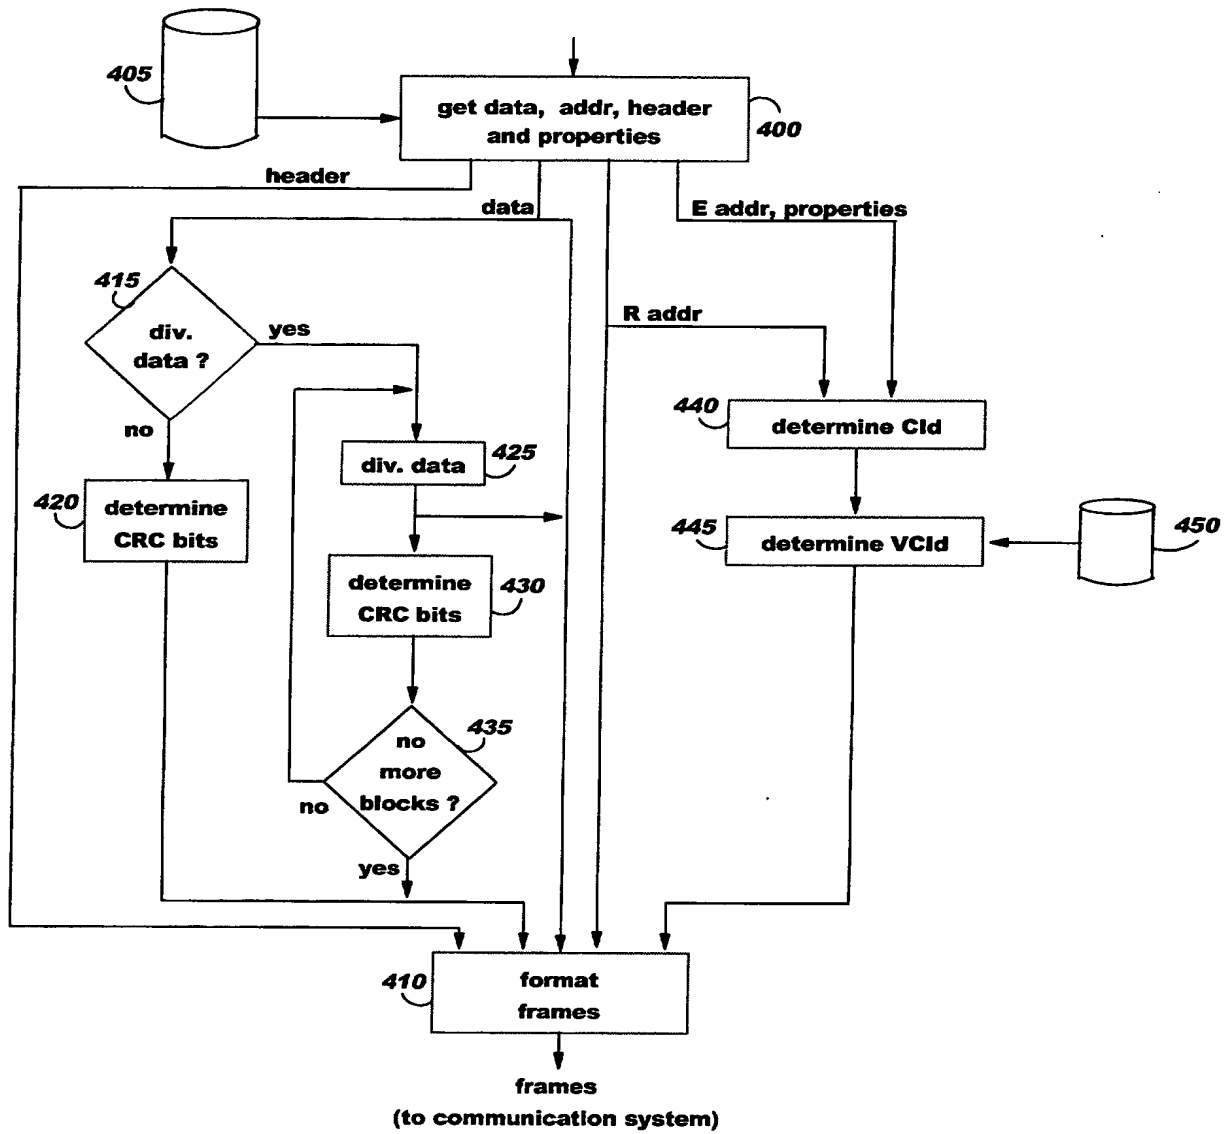 405
get data, addr, header
and properties
400
header
data
E addr, properties
415
div.
data ?
yes
no
R addr
440
determine CId
425
div. data
420
determine
CRC bits
445
determine VCId
450
determine
CRC bits
430
435
no
more
blocks ?
no
yes
410
format
frames
frames
(to communication system)